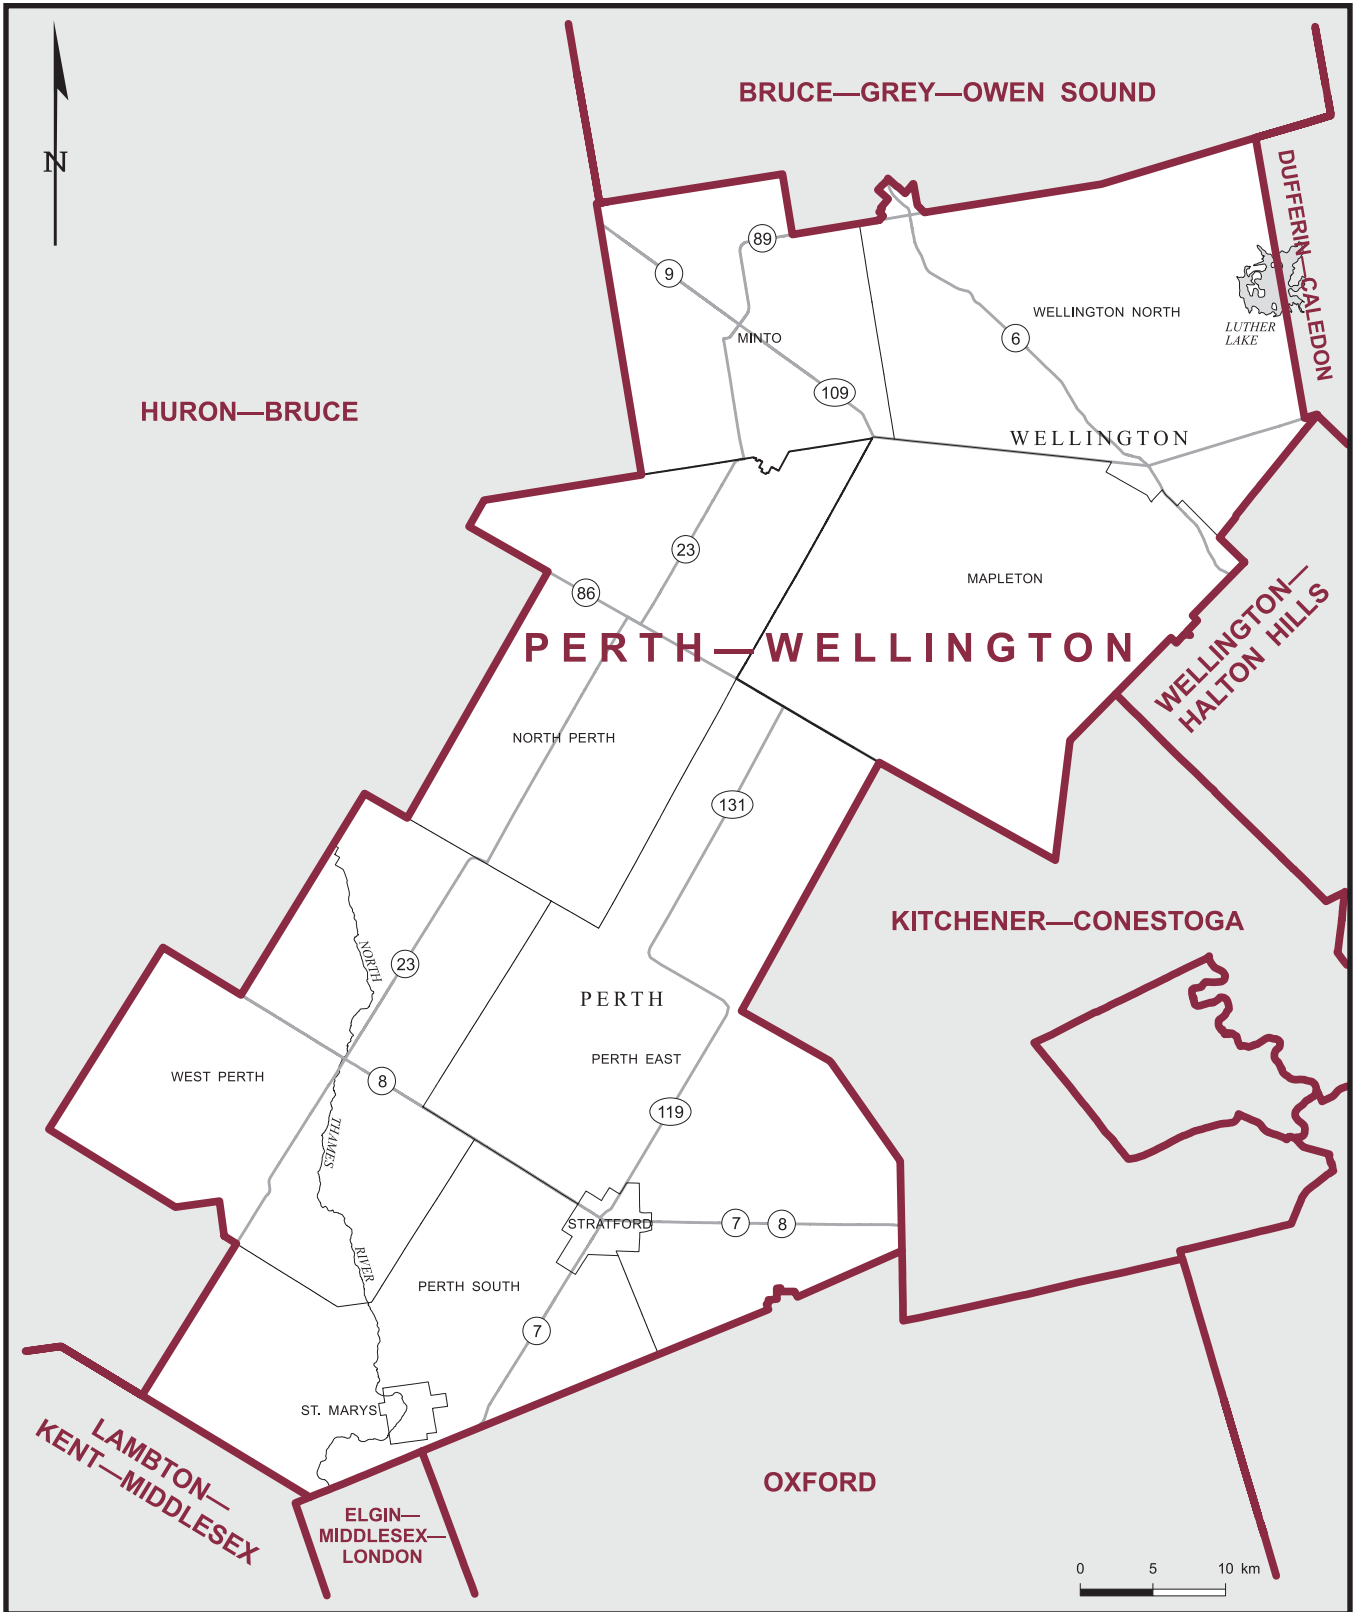 BRUCE—GREY—OWEN SOUND
N
DUFFERIN—CALEDON
89
9
WELLINGTON NORTH
LUTHER
LAKE
MINTO
6
109
HURON—BRUCE
WELLINGTON
23
86
MAPLETON
PERTH—WELLINGTON
WELLINGTON—
HALTON HILLS
NORTH PERTH
131
KITCHENER—CONESTOGA
NORTH
23
PERTH
PERTH EAST
WEST PERTH
8
119
THAMES
STRATFORD
7
8
RIVER
PERTH SOUTH
7
ST. MARYS
LAMBTON—
KENT—MIDDLESEX
OXFORD
ELGIN—
MIDDLESEX—
LONDON
0 5 10 km